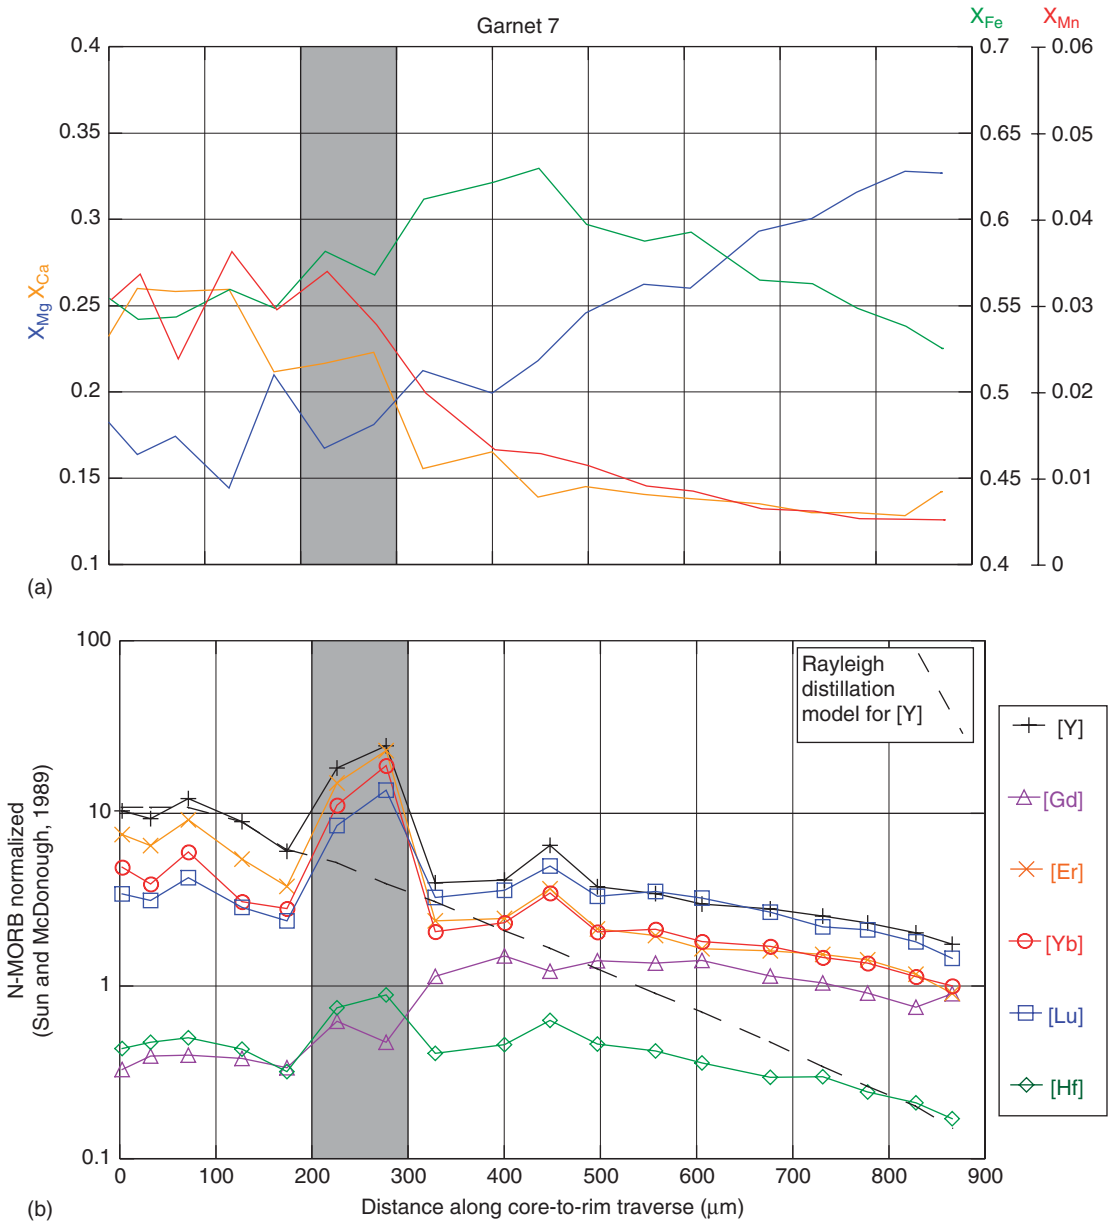 Garnet 7
X Fe
X Mn
0.4
0.35
0.3
0.25
0.2
0.15
0.1
X Mg X Ca
0.7
0.65
0.6
0.55
0.5
0.45
0.4
0.06
0.05
0.04
0.03
0.02
0.01
0
(a)
100
10
1
0.1
N-MORB normalized
(Sun and McDonough, 1989)
Rayleigh
distillation
model for [Y]
[Y]
[Gd]
[Er]
[Yb]
[Lu]
[Hf]
0 100 200 300 400 500 600 700 800 900
Distance along core-to-rim traverse (μm)
(b)